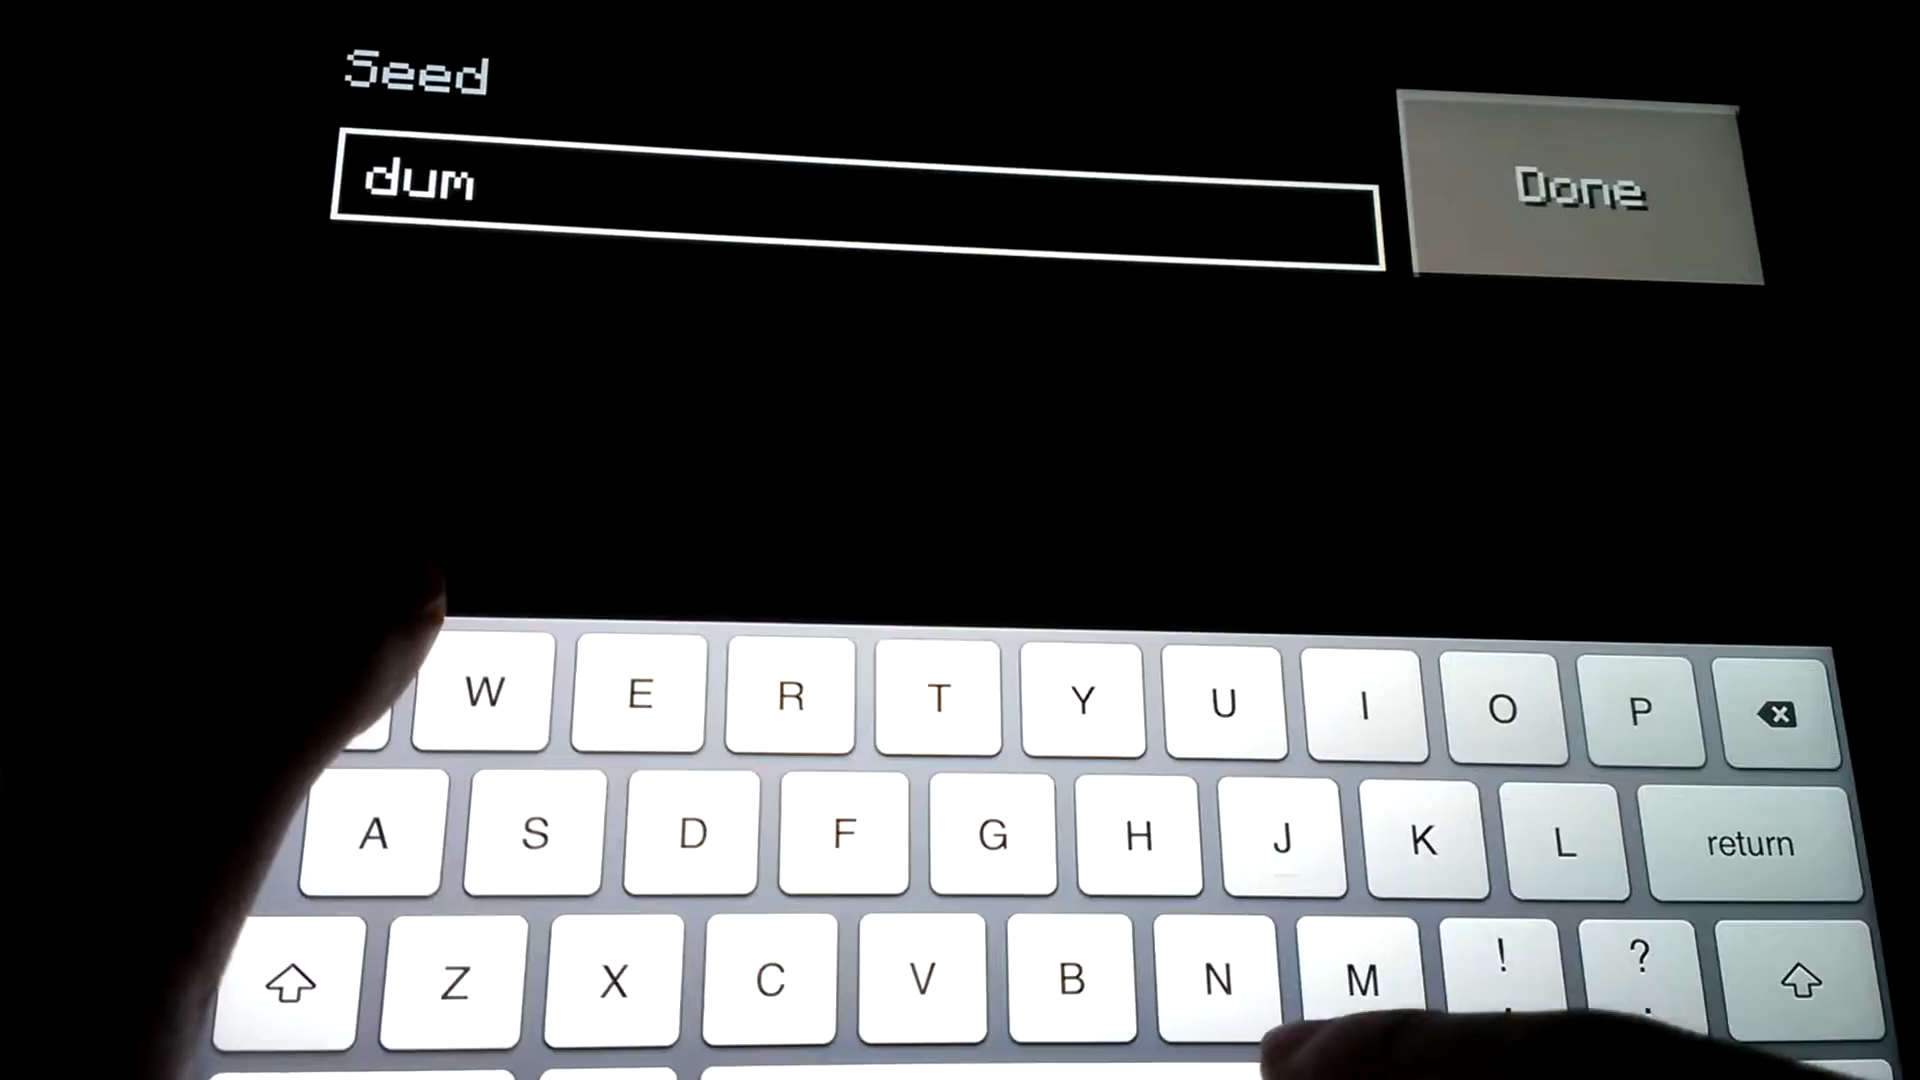 Seed
dum
Done
W E R T Y U I O P
A S D F G H J K L return
Z X C V B N M ! ?